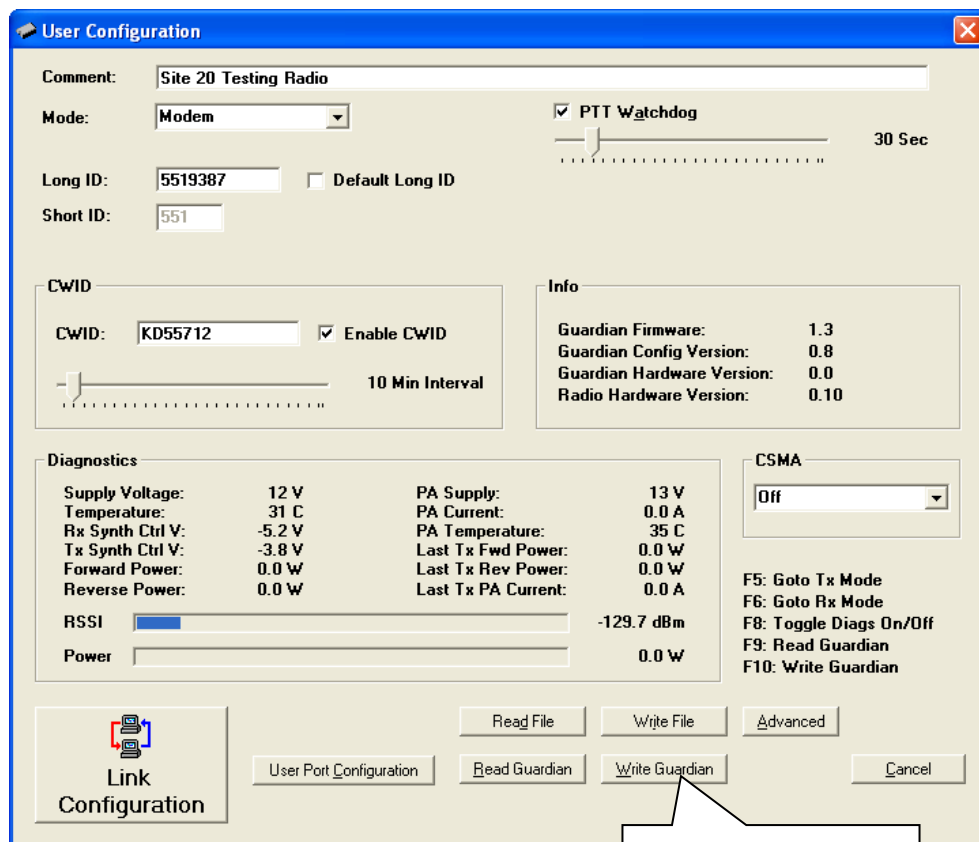 User Configuration
Comment: Site 20 Testing Radio
Mode: Modem
PTT Watchdog
30 Sec
Long ID: 5519387 Default Long ID
Short ID: 551
CWID
CWID: KD55712 Enable CWID
10 Min Interval
Info
Guardian Firmware: 1.3
Guardian Config Version: 0.8
Guardian Hardware Version: 0.0
Radio Hardware Version: 0.10
Diagnostics
Supply Voltage: 12 V PA Supply: 13 V
Temperature: 31 C PA Current: 0.0 A
Rx Synth Ctrl V: -5.2 V PA Temperature: 35 C
Tx Synth Ctrl V: -3.8 V Last Tx Fwd Power: 0.0 W
Forward Power: 0.0 W Last Tx Rev Power: 0.0 W
Reverse Power: 0.0 W Last Tx PA Current: 0.0 A
RSSI -129.7 dBm
Power 0.0 W
CSMA
Off
F5: Goto Tx Mode
F6: Goto Rx Mode
F8: Toggle Diags On/Off
F9: Read Guardian
F10: Write Guardian
Link
Configuration
Read File Write File Advanced
User Port Configuration Read Guardian Write Guardian Cancel